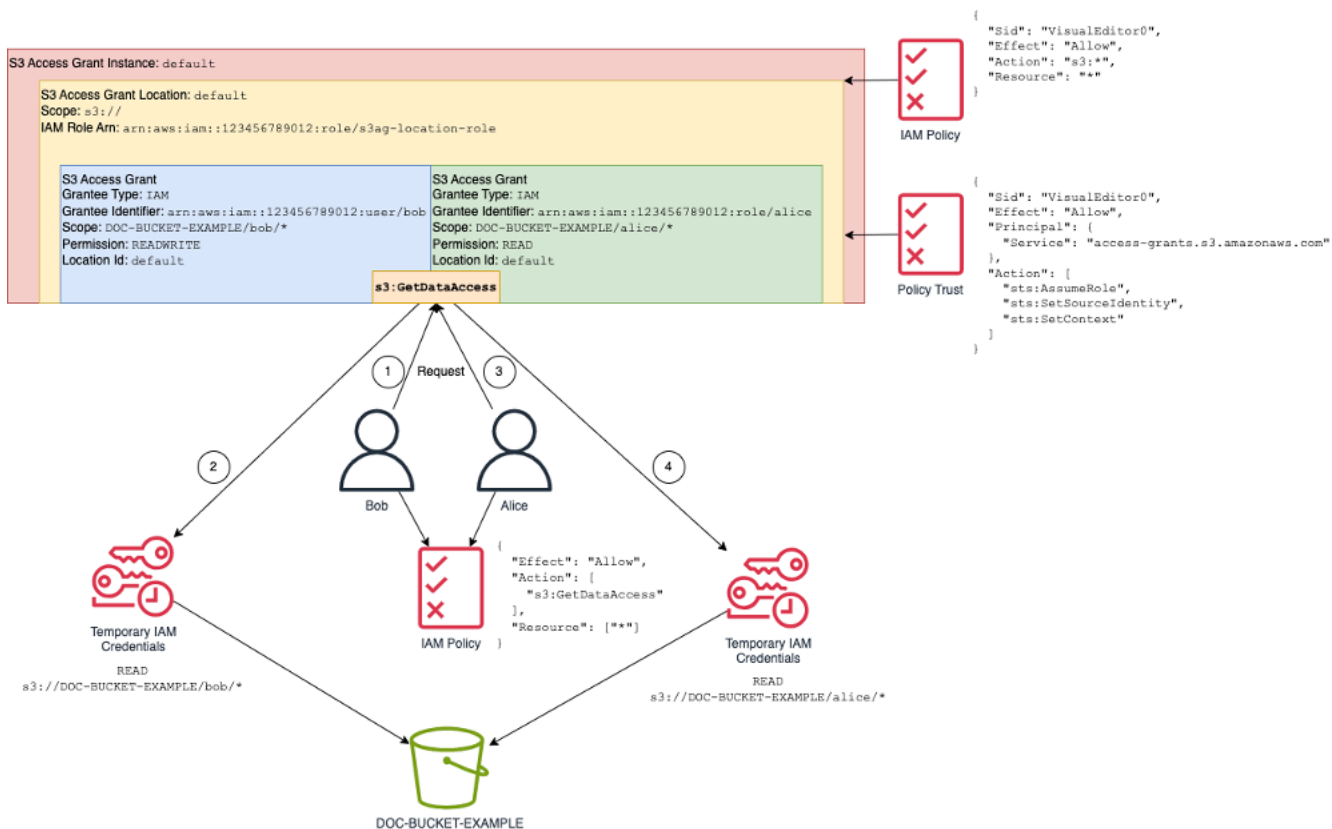 S3 Access Grant Instance: default
S3 Access Grant Location: default
Scope: s3://
IAM Role Arn: arn:aws:iam::123456789012:role/s3ag-location-role
S3 Access Grant
Grantee Type: IAM
Grantee Identifier: arn:aws:iam::123456789012:user/bob
Scope: DOC-BUCKET-EXAMPLE/bob/*
Permission: READWRITE
Location Id: default
S3 Access Grant
Grantee Type: IAM
Grantee Identifier: arn:aws:iam::123456789012:role/alice
Scope: DOC-BUCKET-EXAMPLE/alice/*
Permission: READ
Location Id: default
s3:GetDataAccess
{
"Sid": "VisualEditor0",
"Effect": "Allow",
"Action": "s3:*",
"Resource": "*"
}
IAM Policy
{
"Sid": "VisualEditor0",
"Effect": "Allow",
"Principal": {
"Service": "access-grants.s3.amazonaws.com"
},
"Action": [
"sts:AssumeRole",
"sts:SetSourceIdentity",
"sts:SetContext"
]
}
Policy Trust
1
Request
3
2
4
Bob
Alice
{
"Effect": "Allow",
"Action": [
"s3:GetDataAccess"
],
"Resource": ["*"]
}
IAM Policy
Temporary IAM
Credentials
READ
s3://DOC-BUCKET-EXAMPLE/bob/*
Temporary IAM
Credentials
READ
s3://DOC-BUCKET-EXAMPLE/alice/*
DOC-BUCKET-EXAMPLE